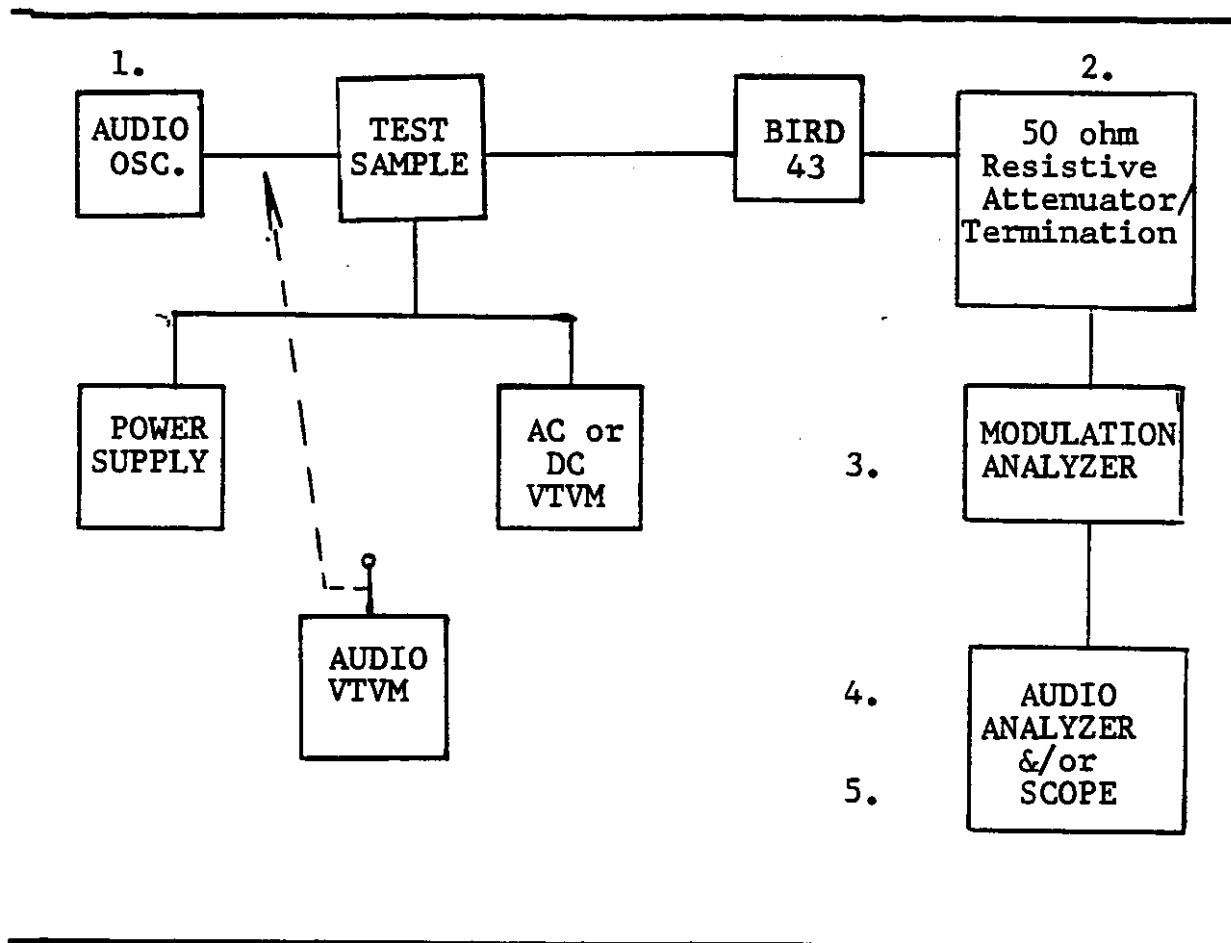 1.
AUDIO
OSC.
TEST
SAMPLE
BIRD
43
2.
50 ohm
Resistive
Attenuator/
Termination
POWER
SUPPLY
AC or
DC
VTVM
3.
MODULATION
ANALYZER
AUDIO
VTVM
4.
5.
AUDIO
ANALYZER
&/or
SCOPE